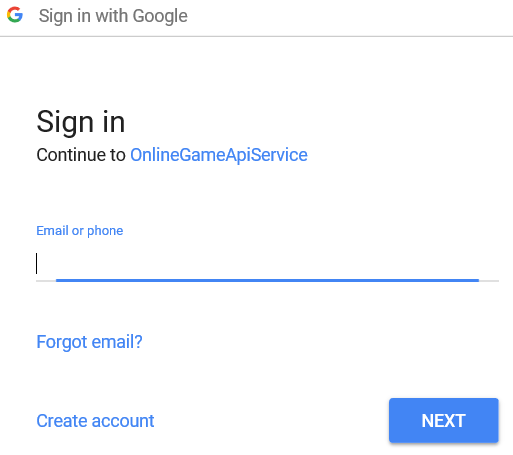 Sign in with Google
Sign in
Continue to OnlineGameApiService
Email or phone
Forgot email?
Create account
NEXT